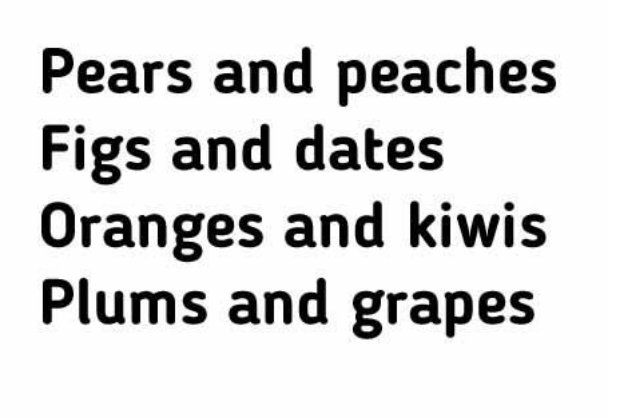 Pears and peaches
Figs and dates
Oranges and kiwis
Plums and grapes